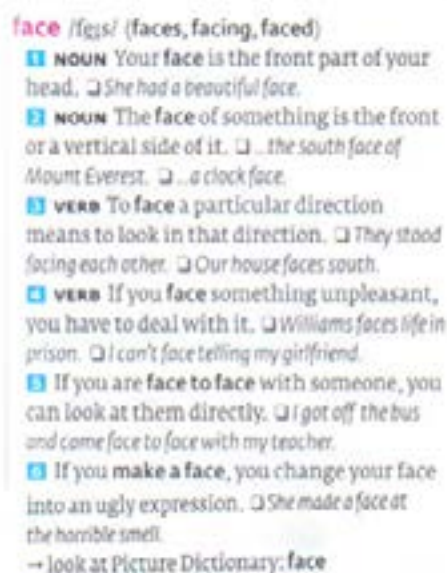 face /feɪs/ (faces, facing, faced)
1 NOUN Your face is the front part of your
head. ❏ She had a beautiful face.
2 NOUN The face of something is the front
or a vertical side of it. ❏ ...the south face of
Mount Everest. ❏ ...a clock face.
3 VERB To face a particular direction
means to look in that direction. ❏ They stood
facing each other. ❏ Our house faces south.
4 VERB If you face something unpleasant,
you have to deal with it. ❏ Williams faces life in
prison. ❏ I can't face telling my girlfriend.
5 If you are face to face with someone, you
can look at them directly. ❏ I got off the bus
and came face to face with my teacher.
6 If you make a face, you change your face
into an ugly expression. ❏ She made a face at
the horrible smell.
→ look at Picture Dictionary: face